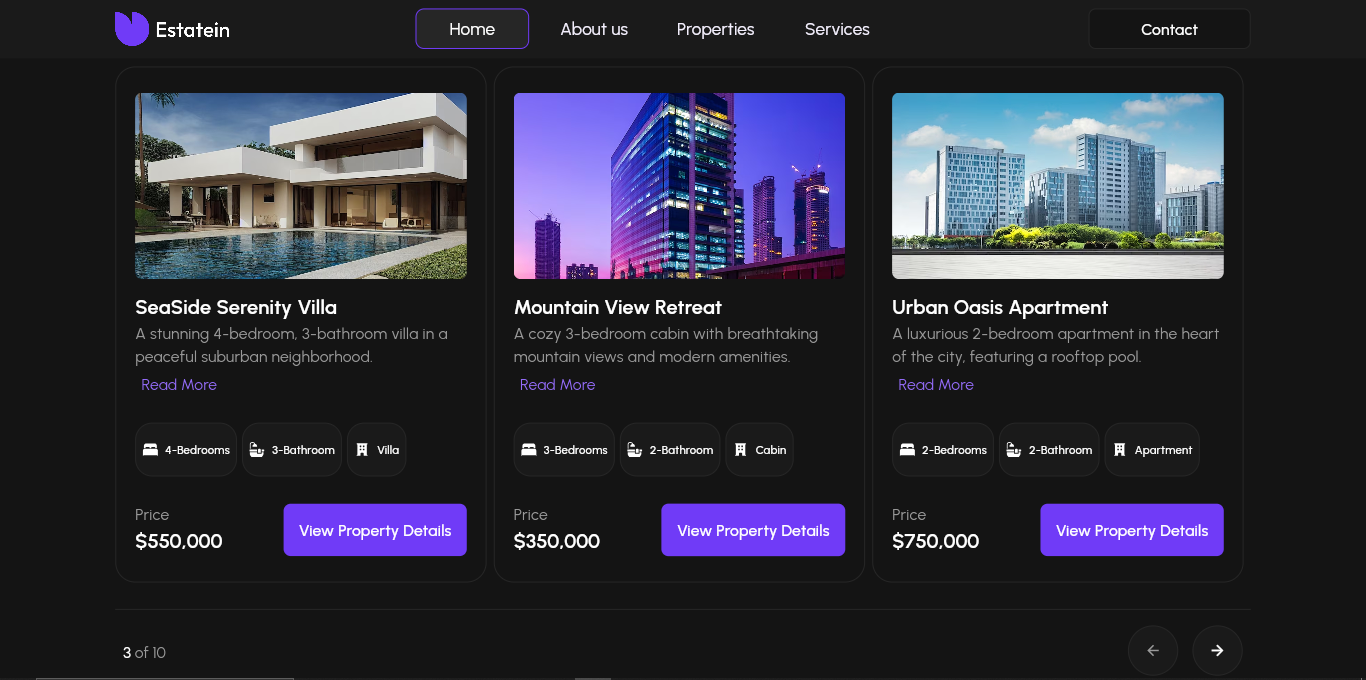 Estatein
Home
About us
Properties
Services
Contact
SeaSide Serenity Villa
A stunning 4-bedroom, 3-bathroom villa in a
peaceful suburban neighborhood.
Read More
4-Bedrooms
3-Bathroom
Villa
Price
$550,000
View Property Details
Mountain View Retreat
A cozy 3-bedroom cabin with breathtaking
mountain views and modern amenities.
Read More
3-Bedrooms
2-Bathroom
Cabin
Price
$350,000
View Property Details
Urban Oasis Apartment
A luxurious 2-bedroom apartment in the heart
of the city, featuring a rooftop pool.
Read More
2-Bedrooms
2-Bathroom
Apartment
Price
$750,000
View Property Details
3 of 10